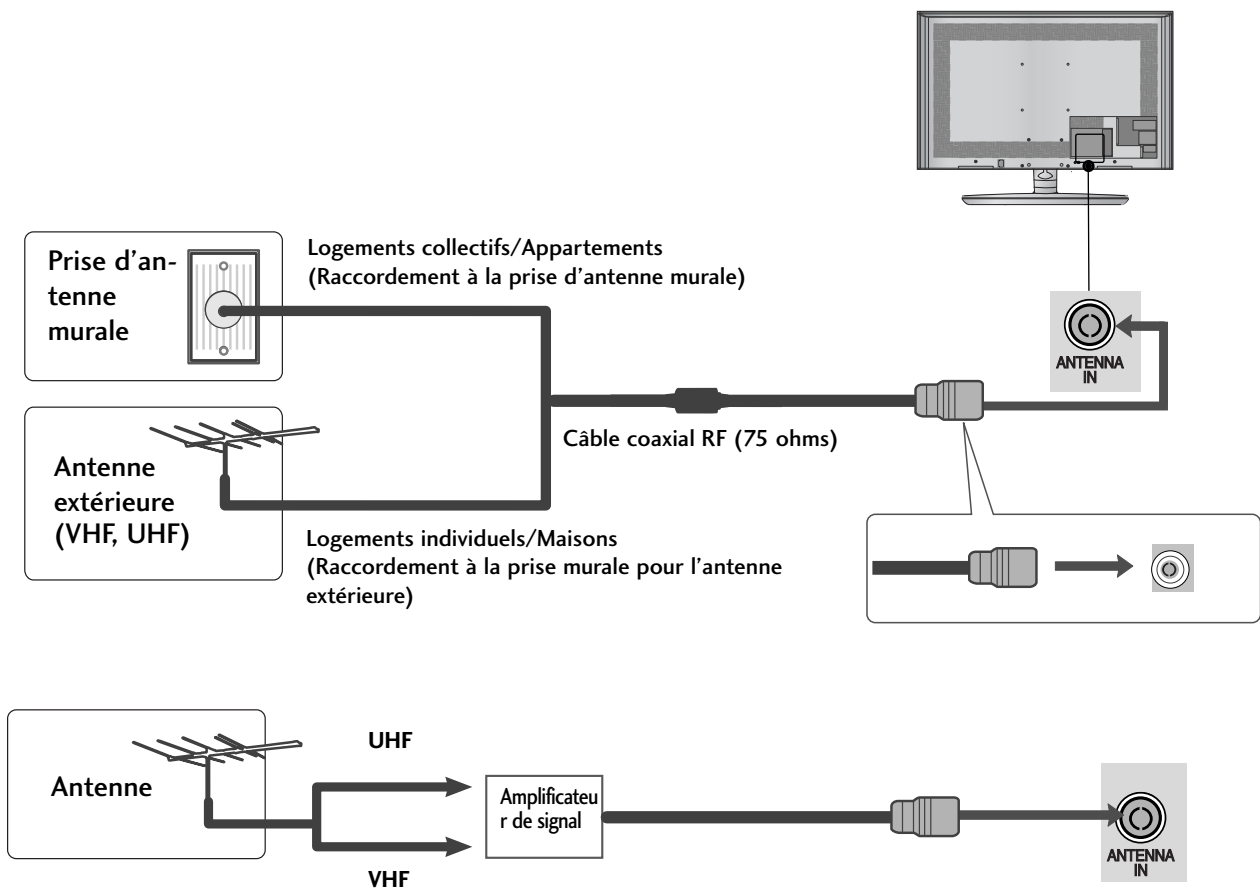 Prise d'an-
tenne
murale
Logements collectifs/Appartements
(Raccordement à la prise d'antenne murale)
ANTENNA
IN
Câble coaxial RF (75 ohms)
Antenne
extérieure
(VHF, UHF)
Logements individuels/Maisons
(Raccordement à la prise murale pour l'antenne
extérieure)
Antenne
UHF
VHF
Amplificateu
r de signal
ANTENNA
IN